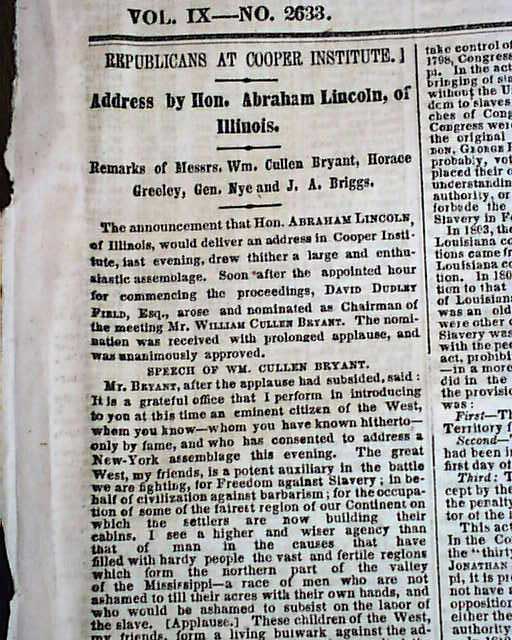 VOL. IX—NO. 2633.
REPUBLICANS AT COOPER INSTITUTE.
Address by Hon. Abraham Lincoln, of
Illinois.
Remarks of Messrs. Wm. Cullen Bryant, Horace
Greeley, Gen. Nye and J. A. Briggs.
The announcement that Hon. ABRAHAM LINCOLN,
of Illinois, would deliver an address in Cooper Insti-
tute, last evening, drew thither a large and enthu-
siastic assemblage. Soon after the appointed hour
for commencing the proceedings, DAVID DUDLEY
FIELD, Esq., arose and nominated as Chairman of
the meeting Mr. WILLIAM CULLEN BRYANT. The nomi-
nation was received with prolonged applause, and
was unanimously approved.
SPEECH OF WM. CULLEN BRYANT.
Mr. BRYANT, after the applause had subsided, said:
It is a grateful office that I perform in introducing
to you at this time an eminent citizen of the West,
whom you know—whom you have known hitherto—
only by fame, and who has consented to address a
New-York assemblage this evening. The great
West, my friends, is a potent auxiliary in the battle
we are fighting, for Freedom against Slavery; in be-
half of civilization against barbarism; for the occupa-
tion of some of the fairest region of our Continent on
which the settlers are now building their
cabins. I see a higher and wiser agency than
that of man in the causes that have
filled with hardy people the vast and fertile regions
which form the northern part of the valley
of the Mississippi—a race of men who are not
ashamed to till their acres with their own hands, and
who would be ashamed to subsist on the labor of
the slave. [Applause.] These children of the West,
my friends, form a living bulwark against the ad-
take control of
1798, Congress
pi. In the act
bringing of sla
without the U
dom to slaves
ches of Cong
Congress were
the original
non, GEORGE
probably, vot
placed their
understandin
authority, or
forbade the
Slavery in F
In 1803, the
Louisiana co
tions came fr
Louisiana co
tion. In 180
tion to that
of Louisiana
was an old
were other
Slavery was
with the peo
act, prohibi
—in a more
did in the
the provisio
was:
First—Th
Territory f
Second—
had been in
first day of
Third: T
cept by the
the penalty
tor of the
This act
In the Co
the "thirt
JONATHAN
pi, it is pr
not have
opposition
either the
authority